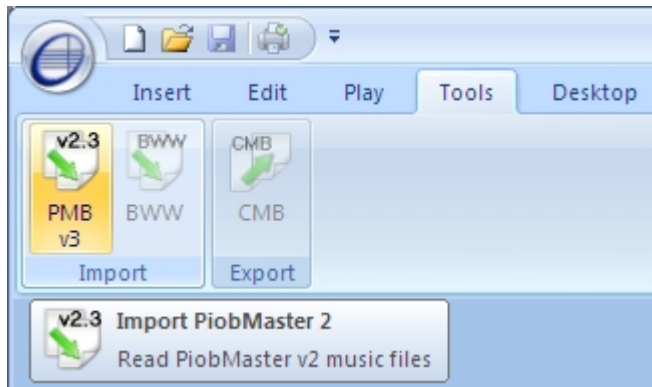 Insert Edit Play Tools Desktop
v2.3 BWW CMB
PMB BWW CMB
v3
Import Export
v2.3 Import PiobMaster 2
Read PiobMaster v2 music files